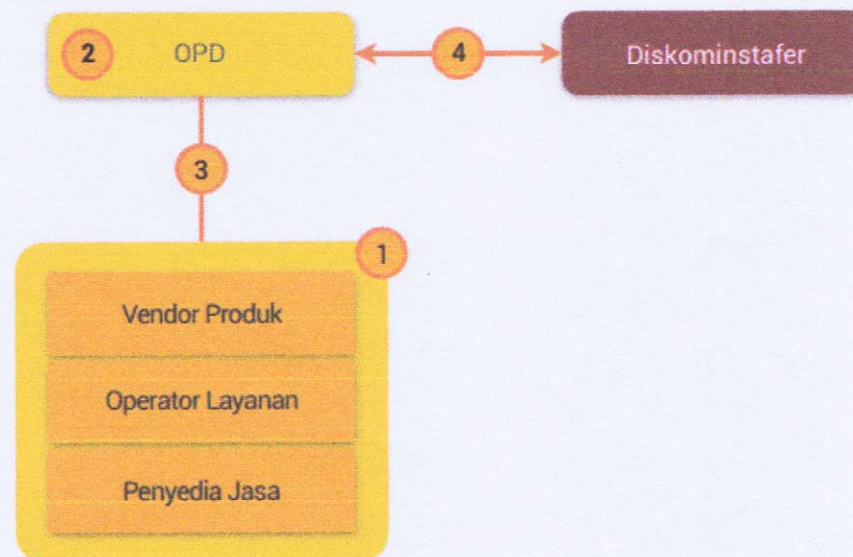 2 OPD
4
Diskominstafer
3
1
Vendor Produk
Operator Layanan
Penyedia Jasa